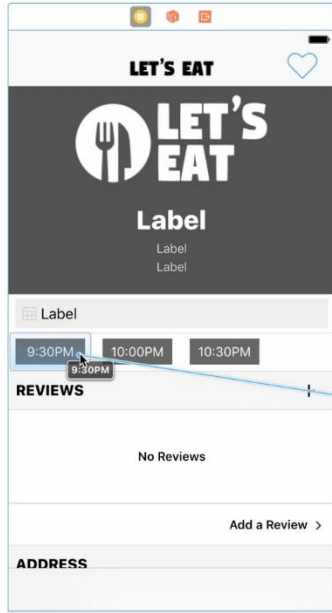 LET'S EAT
LET'S
EAT
Label
Label
Label
Label
9:30PM 10:00PM 10:30PM
9:30PM
REVIEWS +
No Reviews
Add a Review >
ADDRESS